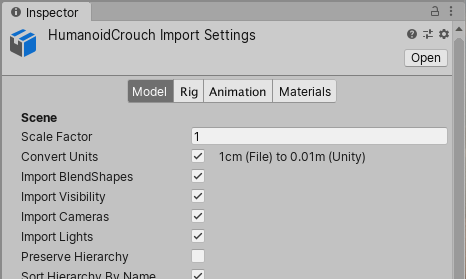 Inspector
HumanoidCrouch Import Settings
Open
Model Rig Animation Materials
Scene
Scale Factor 1
Convert Units 1cm (File) to 0.01m (Unity)
Import BlendShapes
Import Visibility
Import Cameras
Import Lights
Preserve Hierarchy
Sort Hierarchy By Name